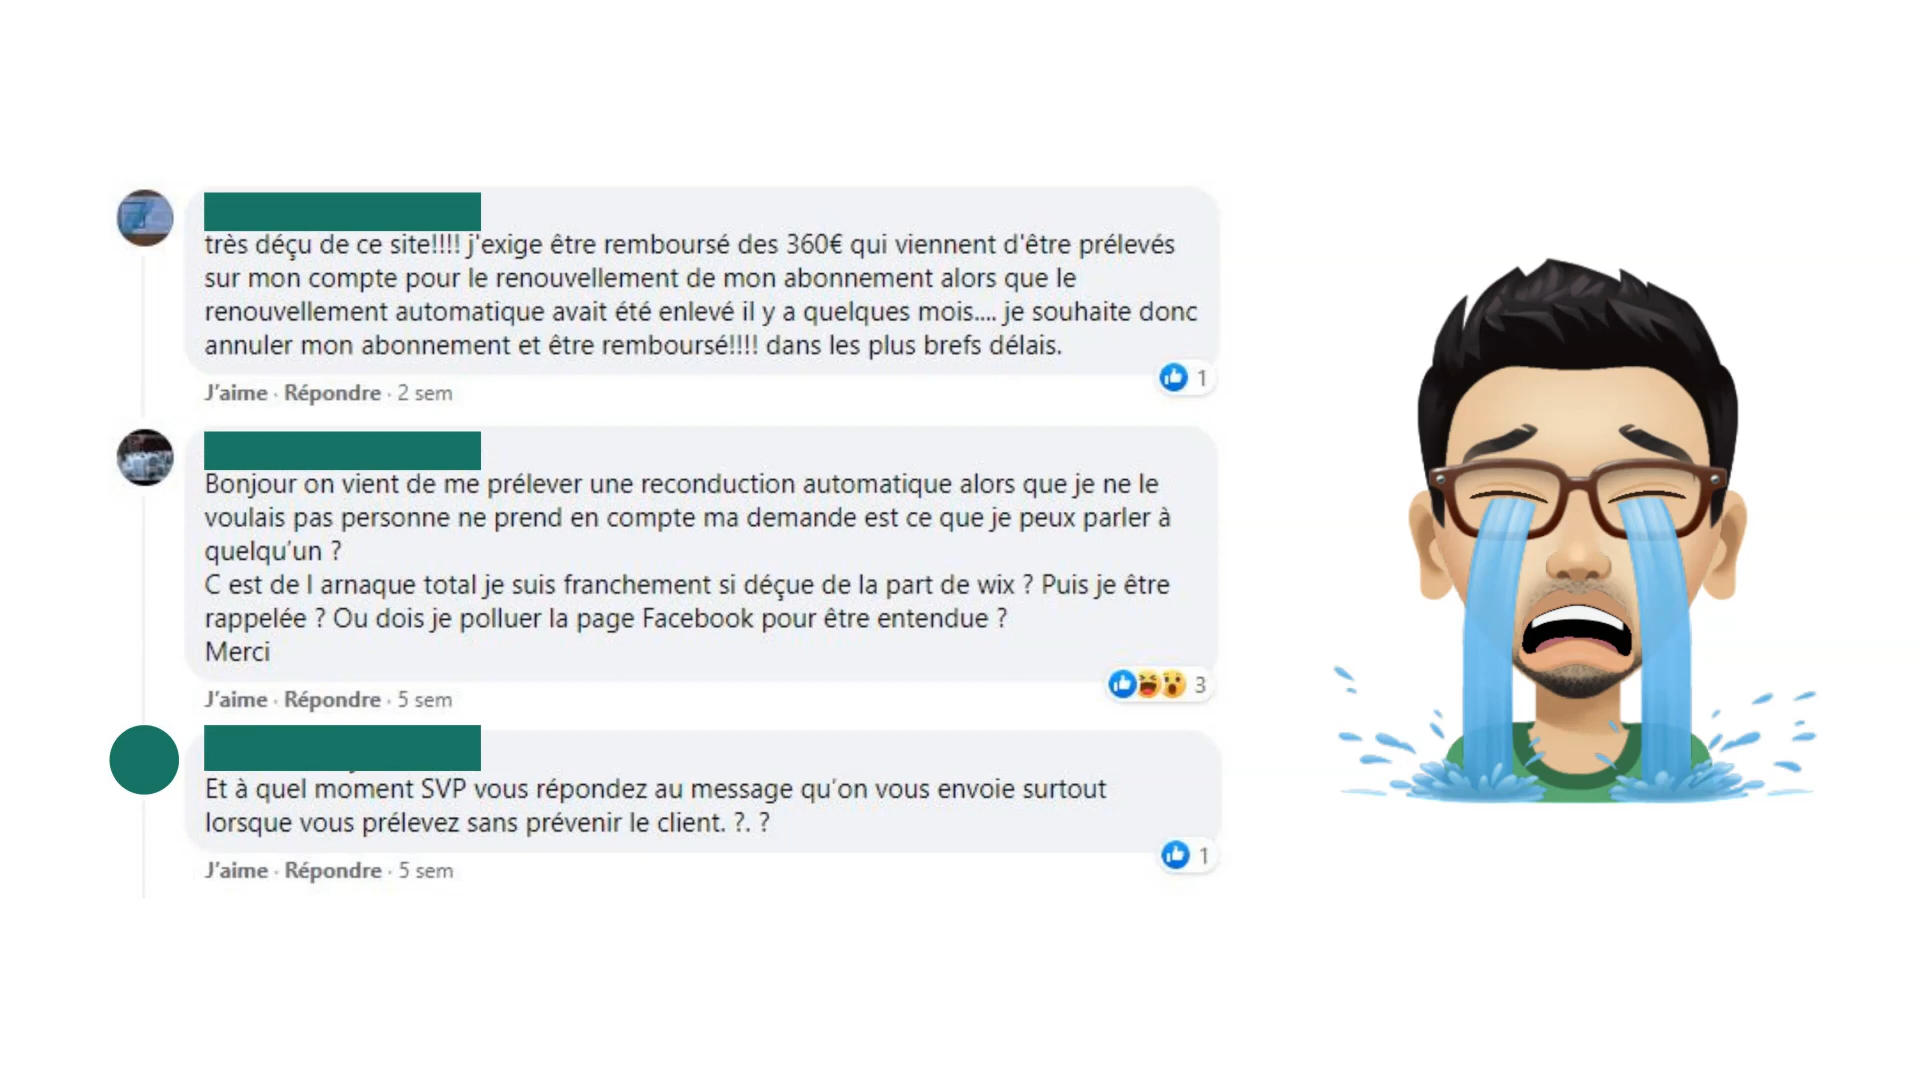 très déçu de ce site!!!! j'exige être remboursé des 360€ qui viennent d'être prélevés
sur mon compte pour le renouvellement de mon abonnement alors que le
renouvellement automatique avait été enlevé il y a quelques mois.... je souhaite donc
annuler mon abonnement et être remboursé!!!! dans les plus brefs délais.
1
J'aime · Répondre · 2 sem
Bonjour on vient de me prélever une reconduction automatique alors que je ne le
voulais pas personne ne prend en compte ma demande est ce que je peux parler à
quelqu'un ?
C est de l arnaque total je suis franchement si déçue de la part de wix ? Puis je être
rappelée ? Ou dois je polluer la page Facebook pour être entendue ?
Merci
3
J'aime · Répondre · 5 sem
Et à quel moment SVP vous répondez au message qu'on vous envoie surtout
lorsque vous prélevez sans prévenir le client. ?. ?
1
J'aime · Répondre · 5 sem